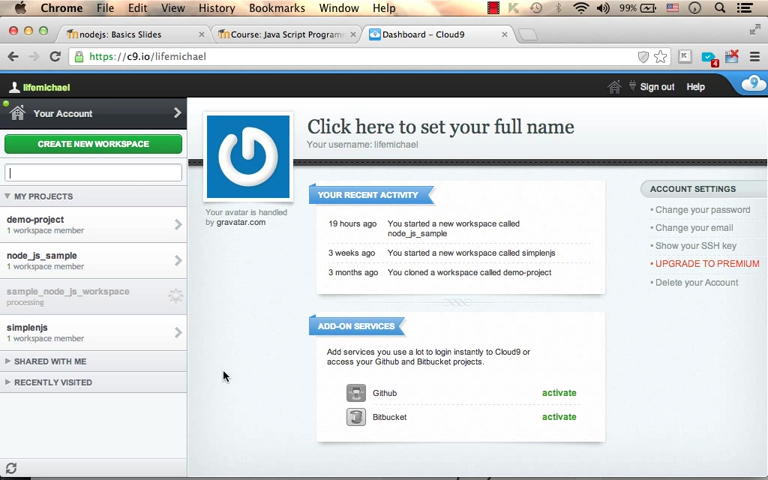 Chrome File Edit View History Bookmarks Window Help
99%
nodejs: Basics Slides
Course: Java Script Programm
Dashboard – Cloud9
https://c9.io/lifemichael
4
lifemichael
Sign out
Help
9
Your Account
CREATE NEW WORKSPACE
MY PROJECTS
demo-project
1 workspace member
node_js_sample
1 workspace member
sample_node_js_workspace
processing
simplenjs
1 workspace member
SHARED WITH ME
RECENTLY VISITED
Your avatar is handled
by gravatar.com
Click here to set your full name
Your username: lifemichael
YOUR RECENT ACTIVITY
19 hours ago You started a new workspace called
node_js_sample
3 weeks ago You started a new workspace called simplenjs
3 months ago You cloned a workspace called demo-project
ADD-ON SERVICES
Add services you use a lot to login instantly to Cloud9 or
access your Github and Bitbucket projects.
Github activate
Bitbucket activate
ACCOUNT SETTINGS
• Change your password
• Change your email
• Show your SSH key
• UPGRADE TO PREMIUM
• Delete your Account